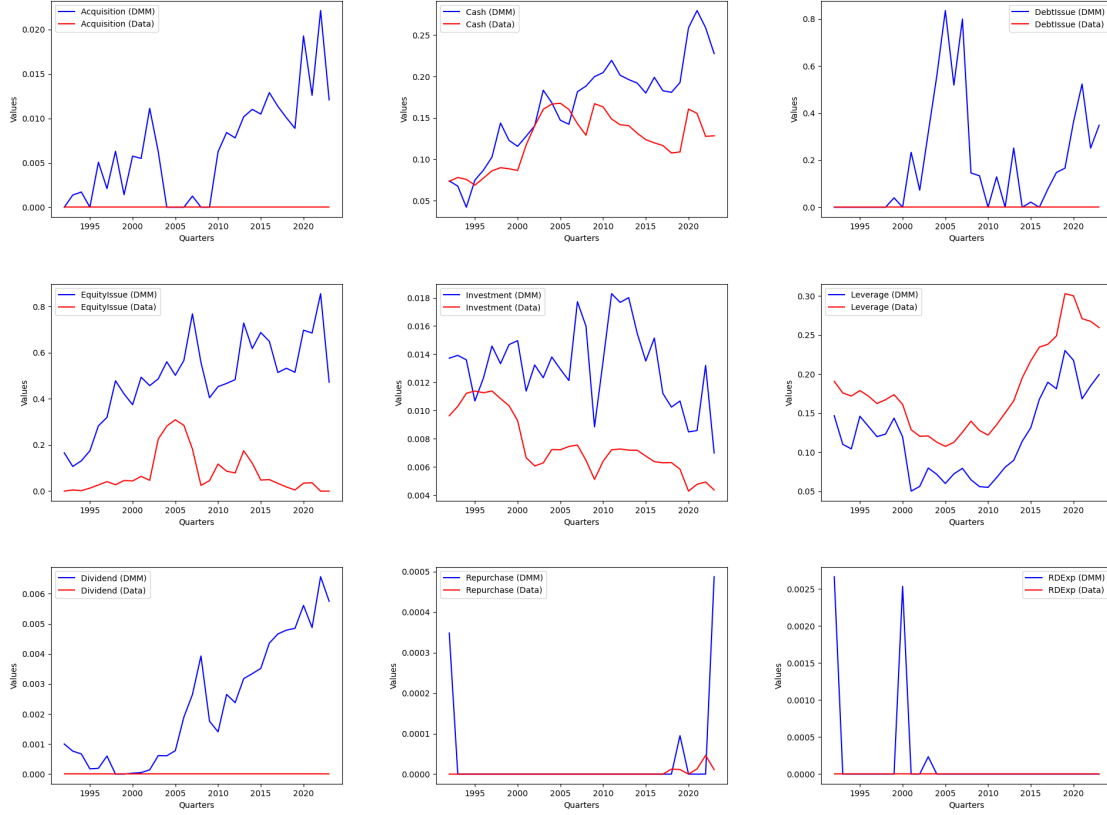 Acquisition (DMM)
Acquisition (Data)
0.020
0.015
0.010
0.005
0.000
Values
1995 2000 2005 2010 2015 2020
Quarters
Cash (DMM)
Cash (Data)
0.25
0.20
0.15
0.10
0.05
Values
1995 2000 2005 2010 2015 2020
Quarters
DebtIssue (DMM)
DebtIssue (Data)
0.8
0.6
0.4
0.2
0.0
Values
1995 2000 2005 2010 2015 2020
Quarters
EquityIssue (DMM)
EquityIssue (Data)
0.8
0.6
0.4
0.2
0.0
Values
1995 2000 2005 2010 2015 2020
Quarters
Investment (DMM)
Investment (Data)
0.018
0.016
0.014
0.012
0.010
0.008
0.006
0.004
Values
1995 2000 2005 2010 2015 2020
Quarters
Leverage (DMM)
Leverage (Data)
0.30
0.25
0.20
0.15
0.10
0.05
Values
1995 2000 2005 2010 2015 2020
Quarters
Dividend (DMM)
Dividend (Data)
0.006
0.005
0.004
0.003
0.002
0.001
0.000
Values
1995 2000 2005 2010 2015 2020
Quarters
Repurchase (DMM)
Repurchase (Data)
0.0005
0.0004
0.0003
0.0002
0.0001
0.0000
Values
1995 2000 2005 2010 2015 2020
Quarters
RDExp (DMM)
RDExp (Data)
0.0025
0.0020
0.0015
0.0010
0.0005
0.0000
Values
1995 2000 2005 2010 2015 2020
Quarters